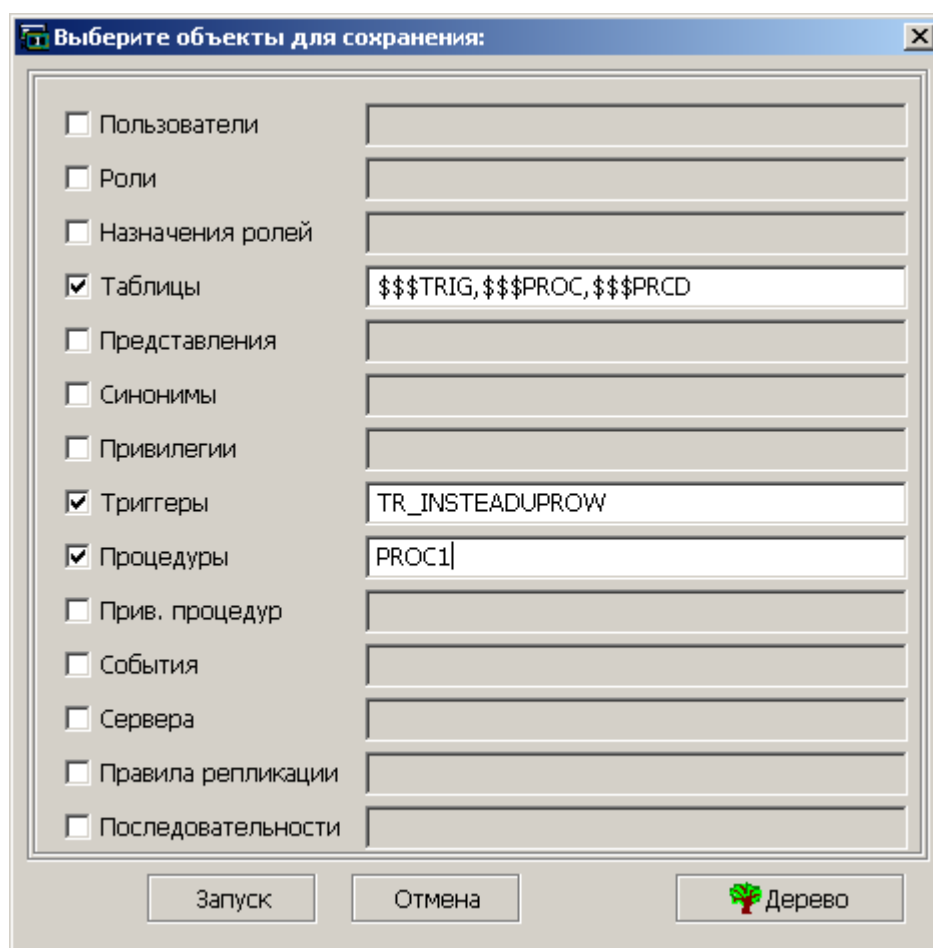 Выберите объекты для сохранения:
Пользователи
Роли
Назначения ролей
Таблицы $$$TRIG,$$$PROC,$$$PRCD
Представления
Синонимы
Привилегии
Триггеры TR_INSTEADUPROW
Процедуры PROC1
Прив. процедур
События
Сервера
Правила репликации
Последовательности
Запуск Отмена Дерево